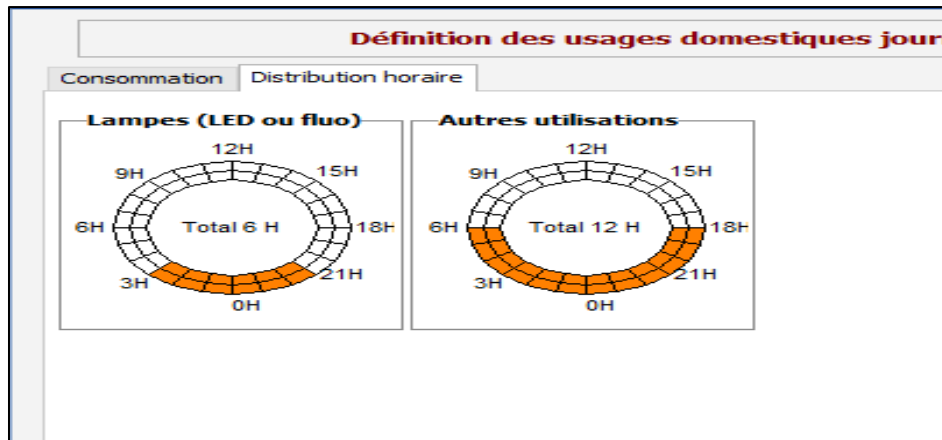 Définition des usages domestiques jour
Consommation
Distribution horaire
Lampes (LED ou fluo)
12H
9H
15H
6H
Total 6 H
18H
3H
21H
0H
Autres utilisations
12H
9H
15H
6H
Total 12 H
18H
3H
21H
0H